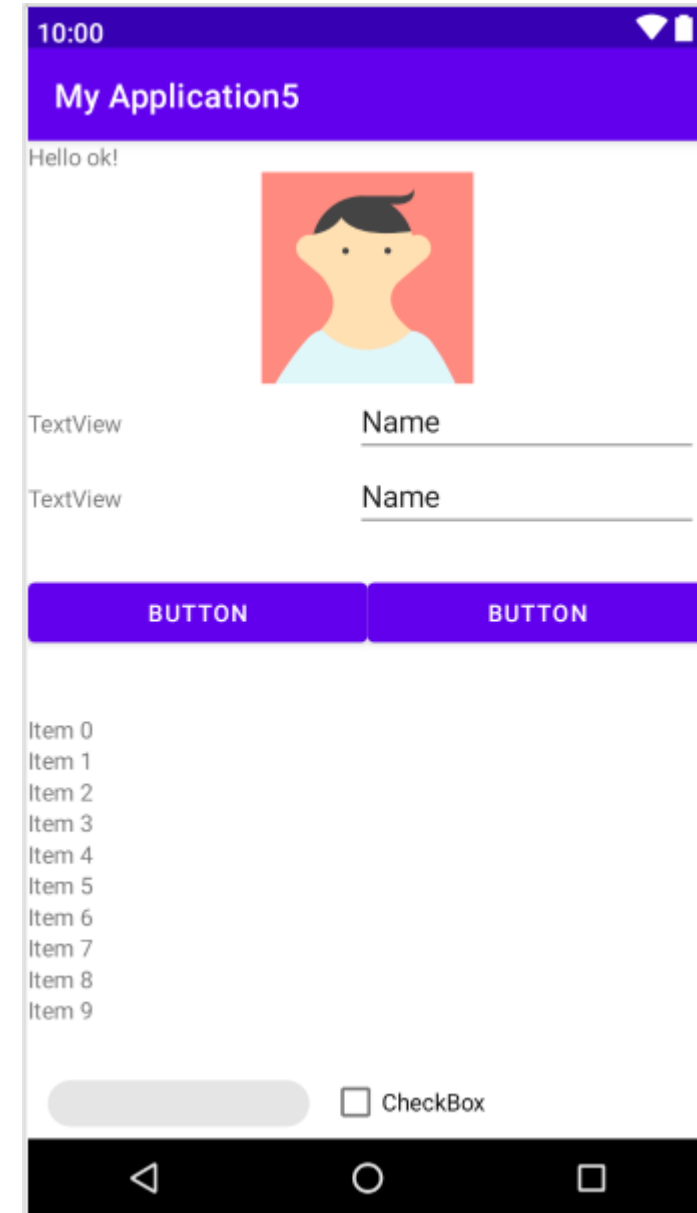 10:00
My Application5
Hello ok!
TextView Name
TextView Name
BUTTON BUTTON
Item 0
Item 1
Item 2
Item 3
Item 4
Item 5
Item 6
Item 7
Item 8
Item 9
CheckBox